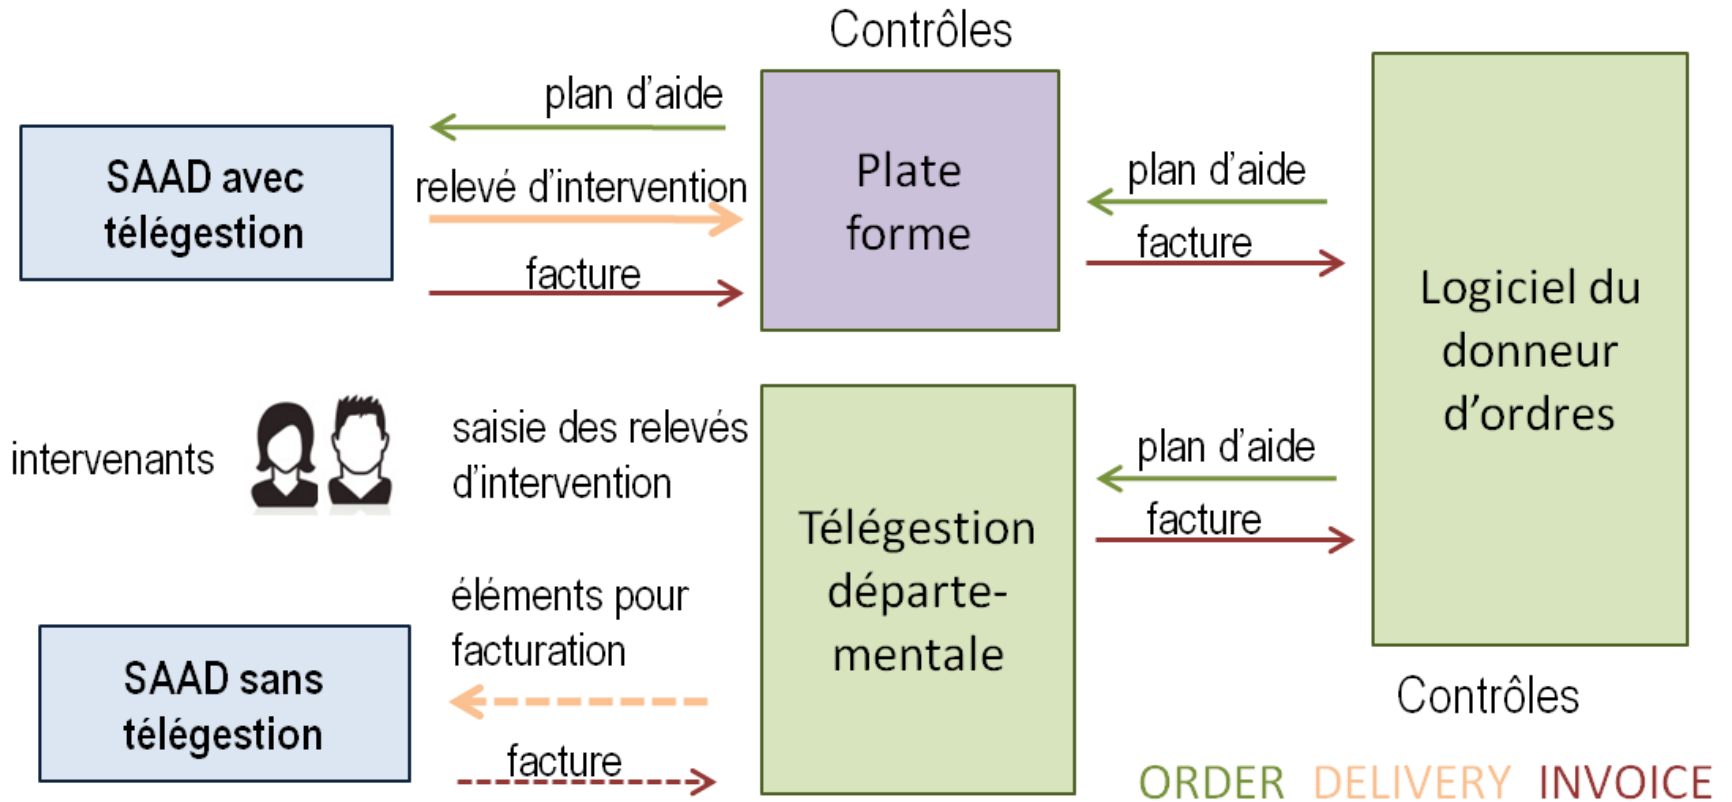 Contrôles
plan d'aide
SAAD avec
télégestion
relevé d'intervention
facture
Plate
forme
plan d'aide
facture
Logiciel du
donneur
d'ordres
intervenants
saisie des relevés
d'intervention
Télégestion
départe-
mentale
plan d'aide
facture
éléments pour
facturation
SAAD sans
télégestion
facture
Contrôles
ORDER DELIVERY INVOICE